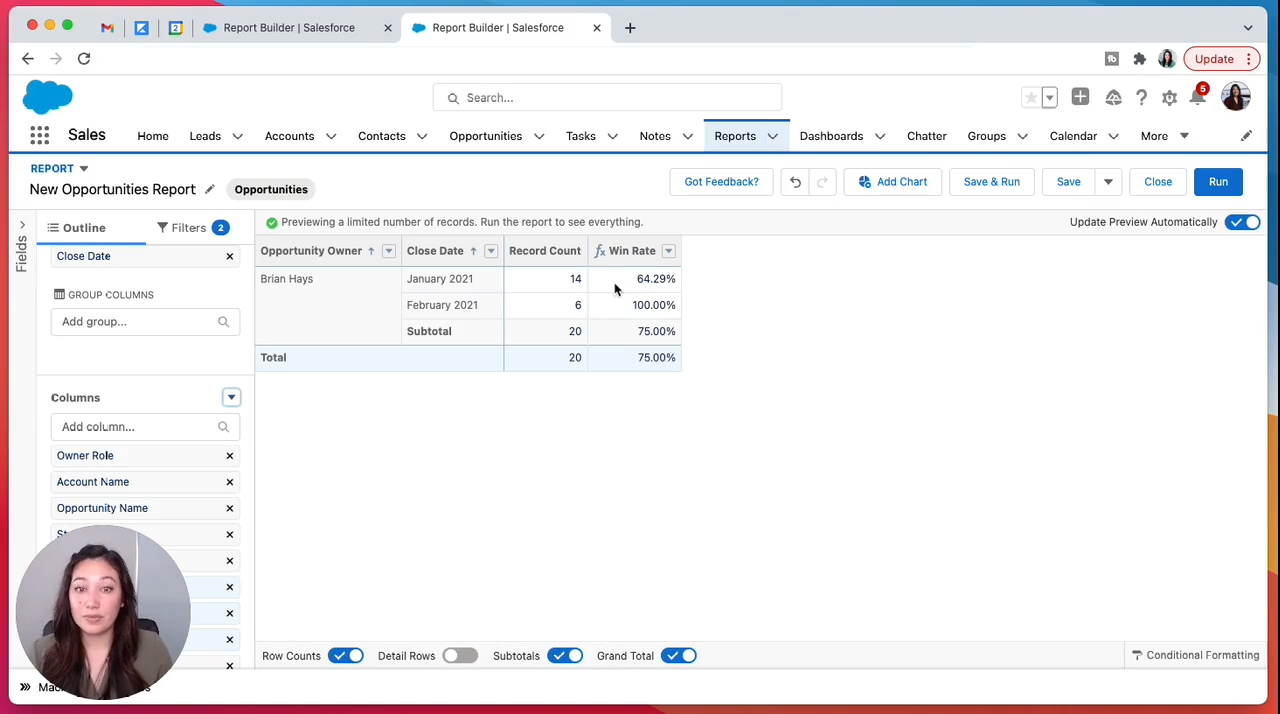 Report Builder | Salesforce
Report Builder | Salesforce
2
Update
Search...
5
Sales
Home
Leads
Accounts
Contacts
Opportunities
Tasks
Notes
Reports
Dashboards
Chatter
Groups
Calendar
More
REPORT
New Opportunities Report
Opportunities
Got Feedback?
Add Chart
Save & Run
Save
Close
Run
Fields
Outline
Filters 2
Previewing a limited number of records. Run the report to see everything.
Update Preview Automatically
Close Date
GROUP COLUMNS
Add group...
Columns
Add column...
Owner Role
Account Name
Opportunity Name
Opportunity Owner Close Date Record Count fx Win Rate
Brian Hays January 2021 14 64.29%
February 2021 6 100.00%
Subtotal 20 75.00%
Total 20 75.00%
Row Counts
Detail Rows
Subtotals
Grand Total
Conditional Formatting